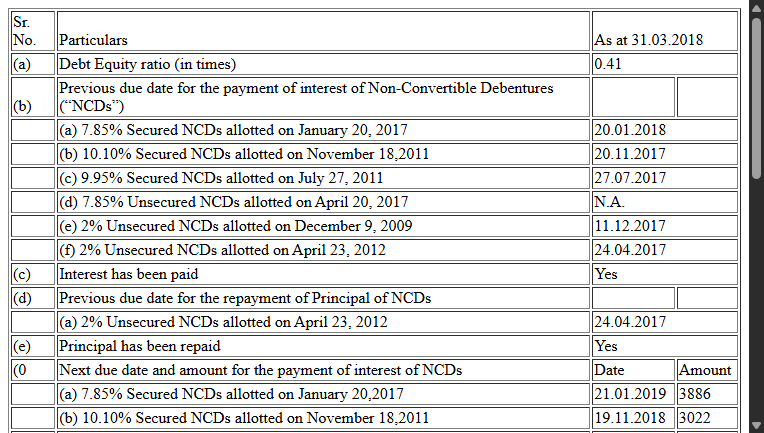 Sr.
No. Particulars As at 31.03.2018
(a) Debt Equity ratio (in times) 0.41
Previous due date for the payment of interest of Non-Convertible Debentures
(b) (“NCDs”)
(a) 7.85% Secured NCDs allotted on January 20, 2017 20.01.2018
(b) 10.10% Secured NCDs allotted on November 18,2011 20.11.2017
(c) 9.95% Secured NCDs allotted on July 27, 2011 27.07.2017
(d) 7.85% Unsecured NCDs allotted on April 20, 2017 N.A.
(e) 2% Unsecured NCDs allotted on December 9, 2009 11.12.2017
(f) 2% Unsecured NCDs allotted on April 23, 2012 24.04.2017
(c) Interest has been paid Yes
(d) Previous due date for the repayment of Principal of NCDs
(a) 2% Unsecured NCDs allotted on April 23, 2012 24.04.2017
(e) Principal has been repaid Yes
(0 Next due date and amount for the payment of interest of NCDs Date Amount
(a) 7.85% Secured NCDs allotted on January 20,2017 21.01.2019 3886
(b) 10.10% Secured NCDs allotted on November 18,2011 19.11.2018 3022